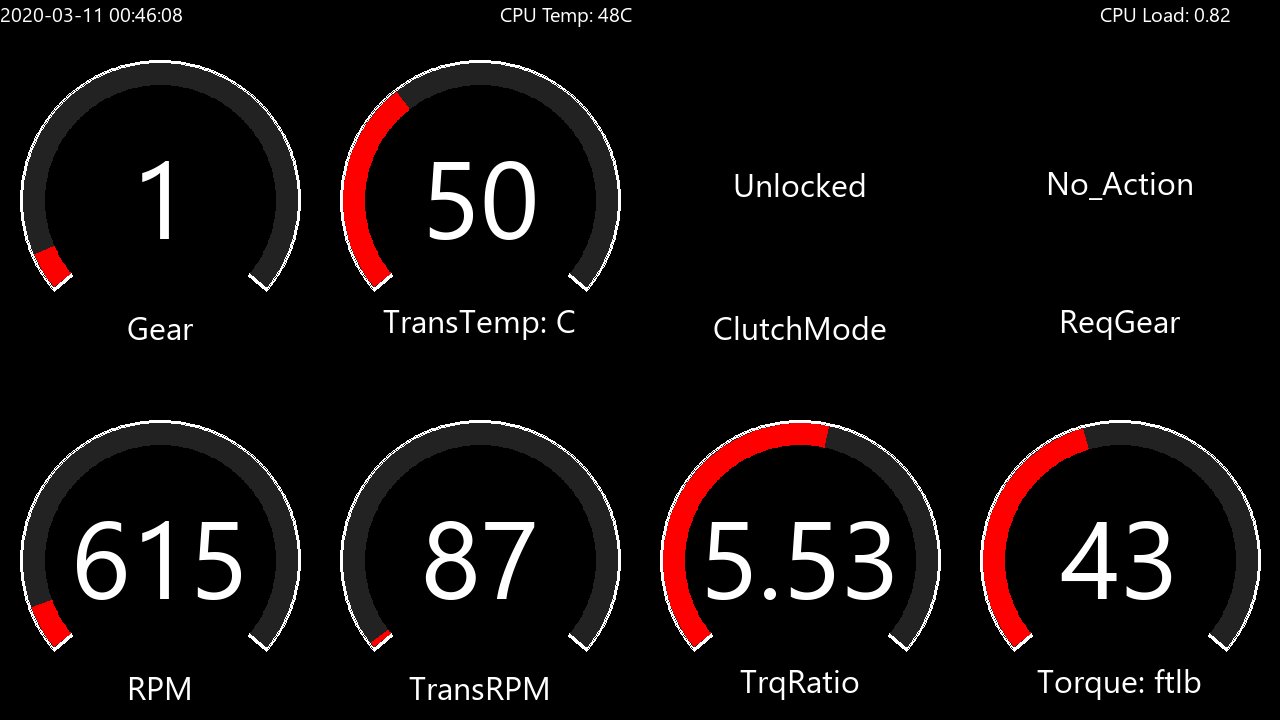 2020-03-11 00:46:08
CPU Temp: 48C
CPU Load: 0.82
1
Gear
50
TransTemp: C
Unlocked
ClutchMode
No_Action
ReqGear
615
RPM
87
TransRPM
5.53
TrqRatio
43
Torque: ftlb